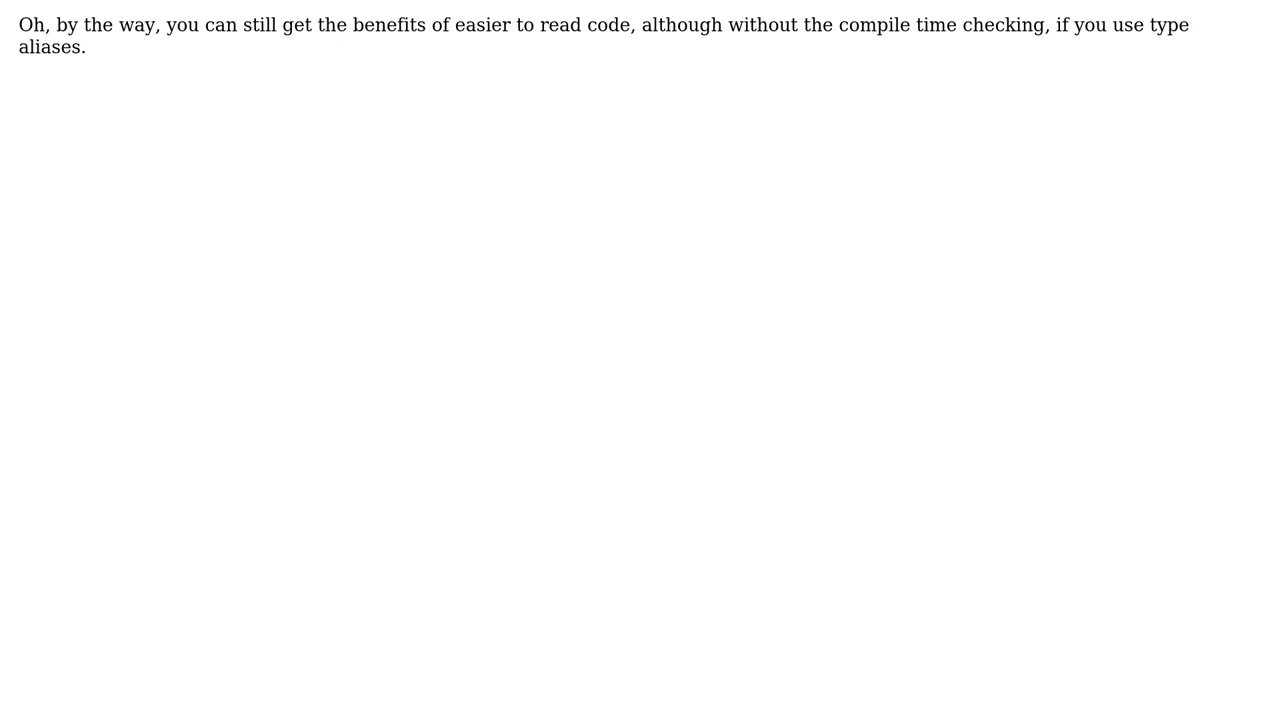 Oh, by the way, you can still get the benefits of easier to read code, although without the compile time checking, if you use type
aliases.